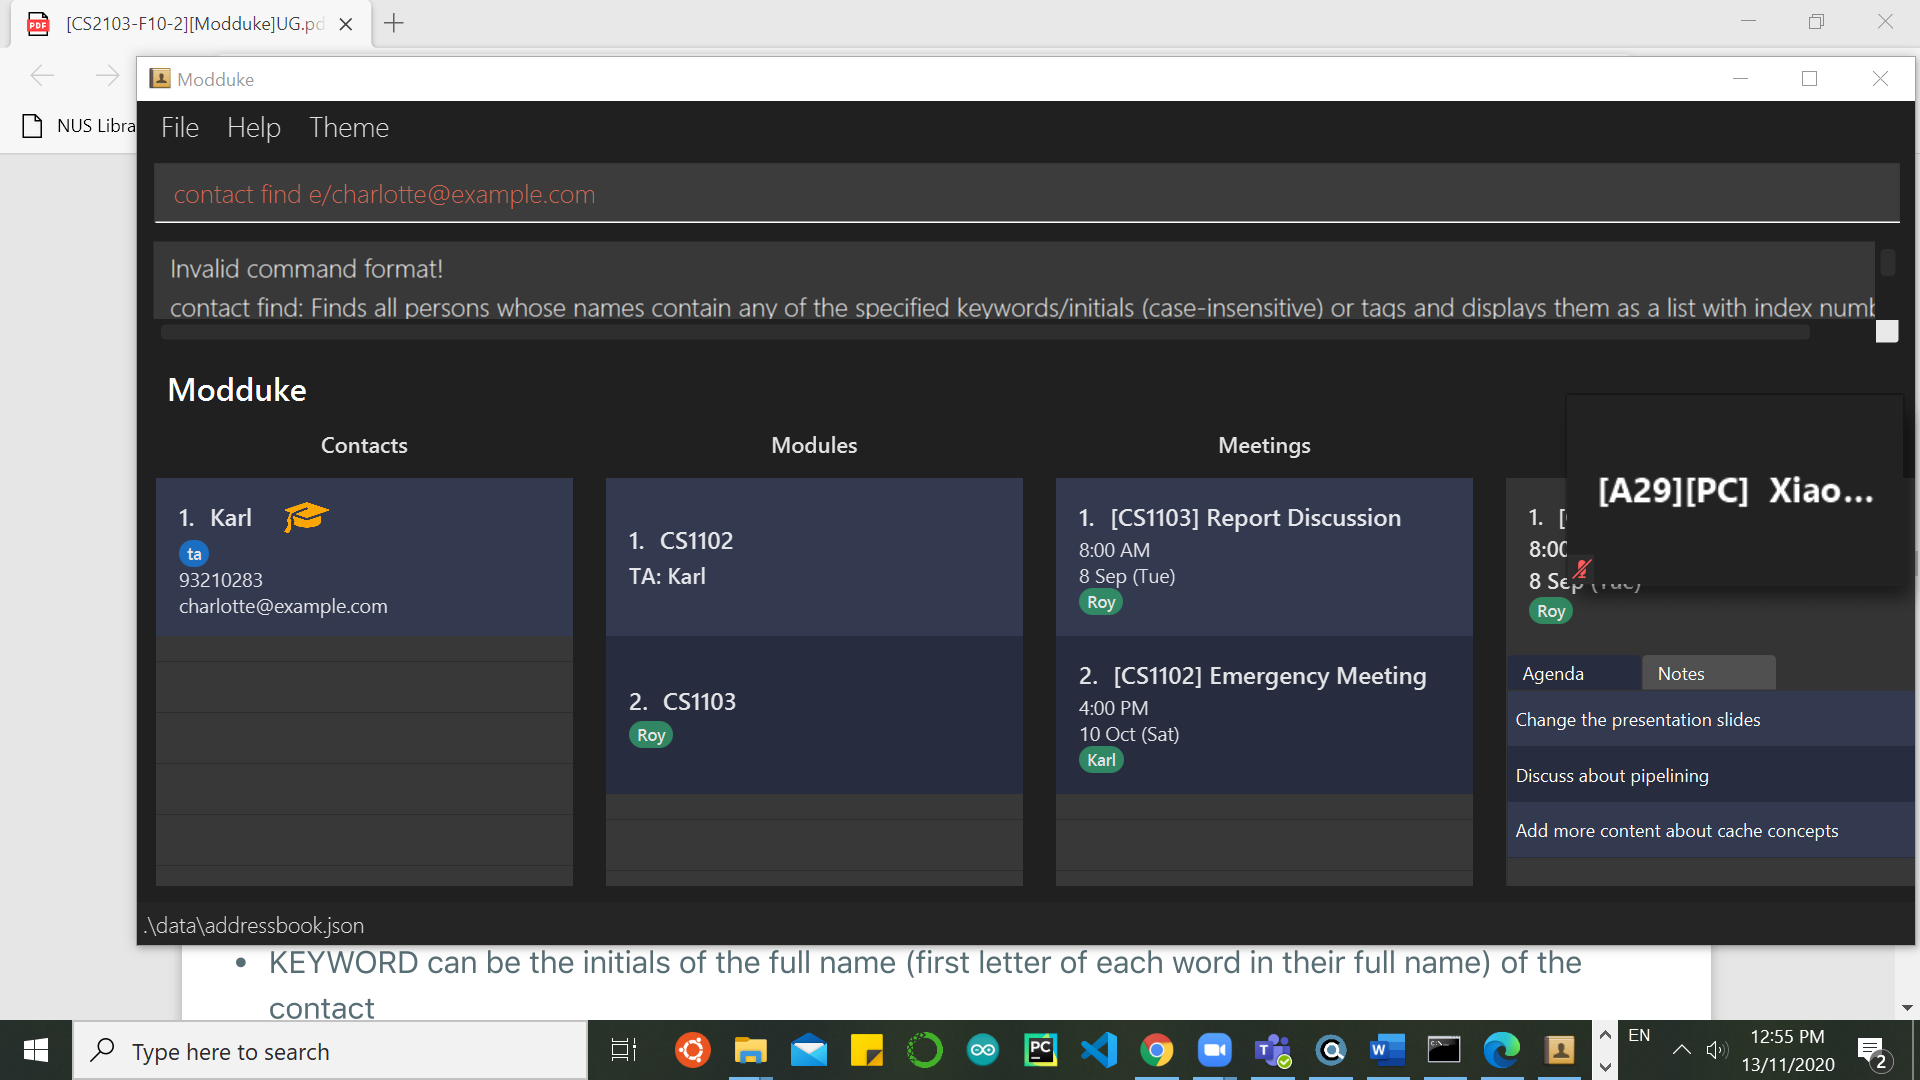 [CS2103-F10-2][Modduke]UG.pd
NUS Libra
Modduke
File Help Theme
contact find e/charlotte@example.com
Invalid command format!
contact find: Finds all persons whose names contain any of the specified keywords/initials (case-insensitive) or tags and displays them as a list with index numb
Modduke
Contacts
1. Karl
ta
93210283
charlotte@example.com
Modules
1. CS1102
TA: Karl
2. CS1103
Roy
Meetings
1. [CS1103] Report Discussion
8:00 AM
8 Sep (Tue)
Roy
2. [CS1102] Emergency Meeting
4:00 PM
10 Oct (Sat)
Karl
[A29][PC] Xiao...
1. [
8:00
8 Sep (Tue)
Roy
Agenda Notes
Change the presentation slides
Discuss about pipelining
Add more content about cache concepts
.\data\addressbook.json
• KEYWORD can be the initials of the full name (first letter of each word in their full name) of the
contact
Type here to search
EN
12:55 PM
13/11/2020
2